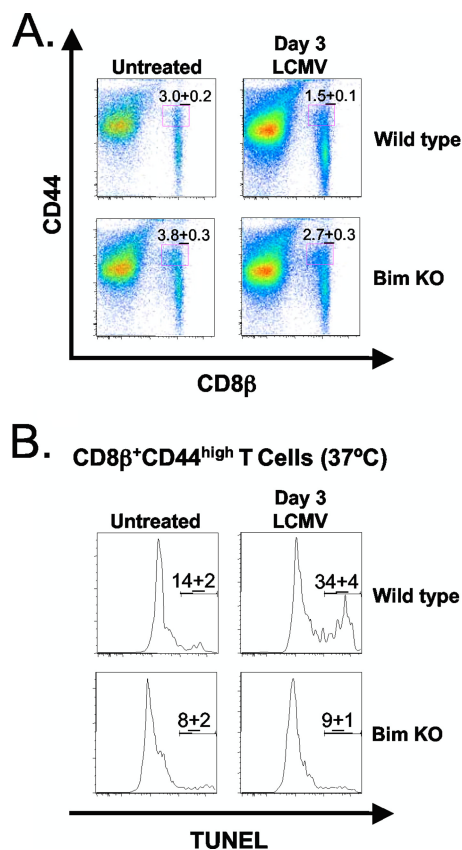 A.
Untreated
Day 3
LCMV
3.0±0.2
1.5±0.1
Wild type
CD44
3.8±0.3
2.7±0.3
Bim KO
CD8β
B.
CD8β⁺CD44ʰⁱᵍʰ T Cells (37ºC)
Untreated
Day 3
LCMV
14±2
34±4
Wild type
8±2
9±1
Bim KO
TUNEL